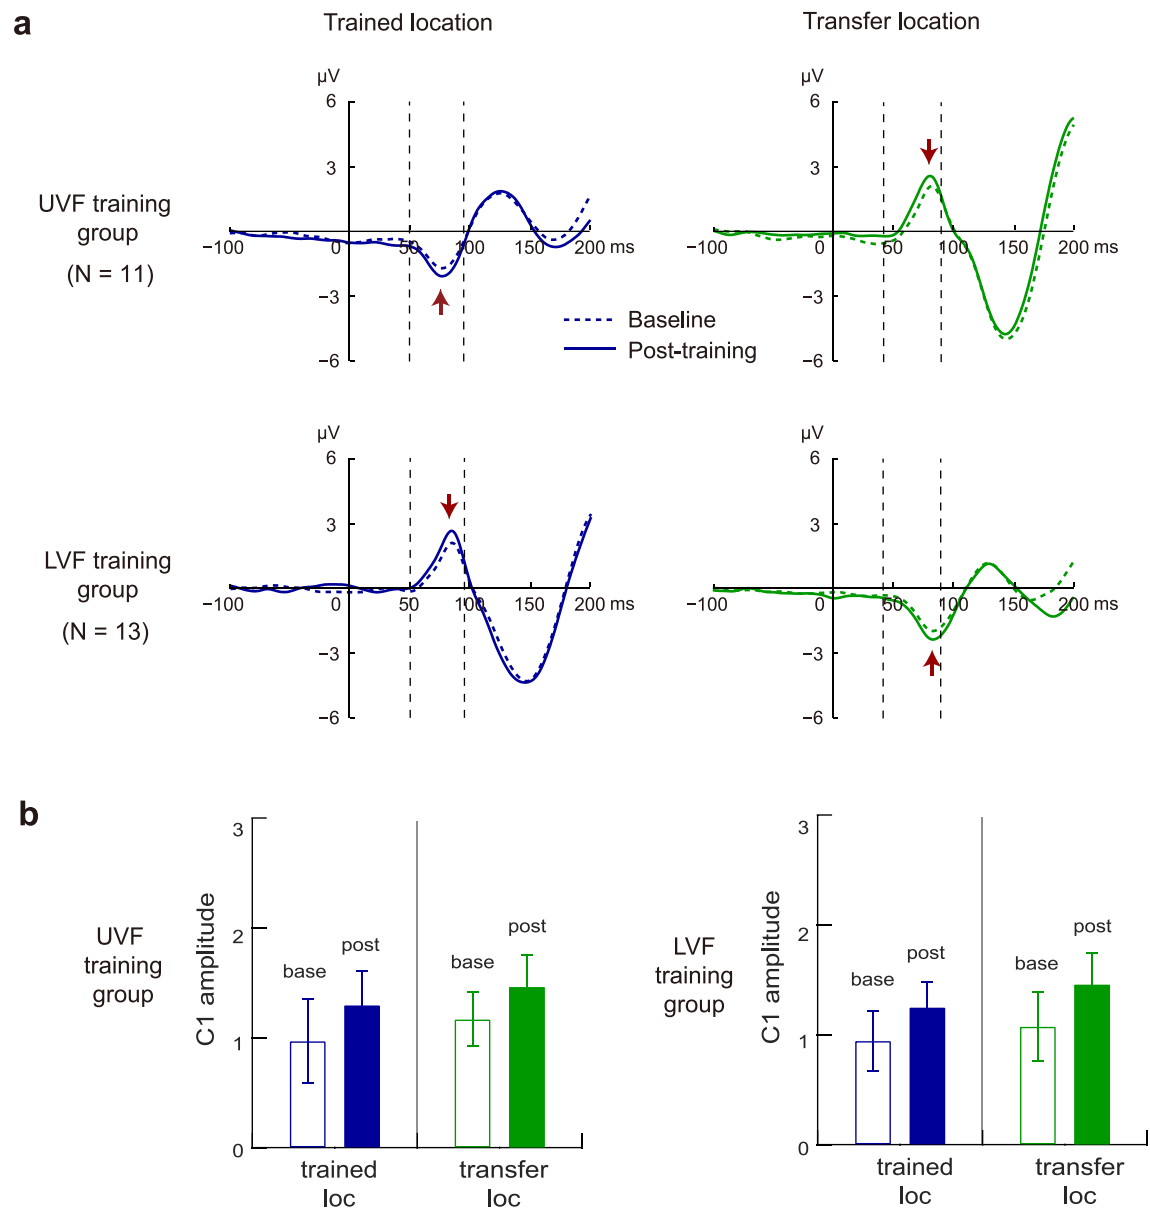 a
Trained location
Transfer location
µV
6
3
0
−3
−6
−100
50
100
150
200 ms
µV
6
3
0
−3
−6
−100
50
100
150
200 ms
UVF training
group
(N = 11)
Baseline
Post-training
µV
6
3
0
−3
−6
−100
50
100
150
200 ms
µV
6
3
0
−3
−6
−100
50
100
150
200 ms
LVF training
group
(N = 13)
b
UVF
training
group
C1 amplitude
3
2
1
0
base
post
base
post
trained
loc
transfer
loc
LVF
training
group
C1 amplitude
3
2
1
0
base
post
base
post
trained
loc
transfer
loc